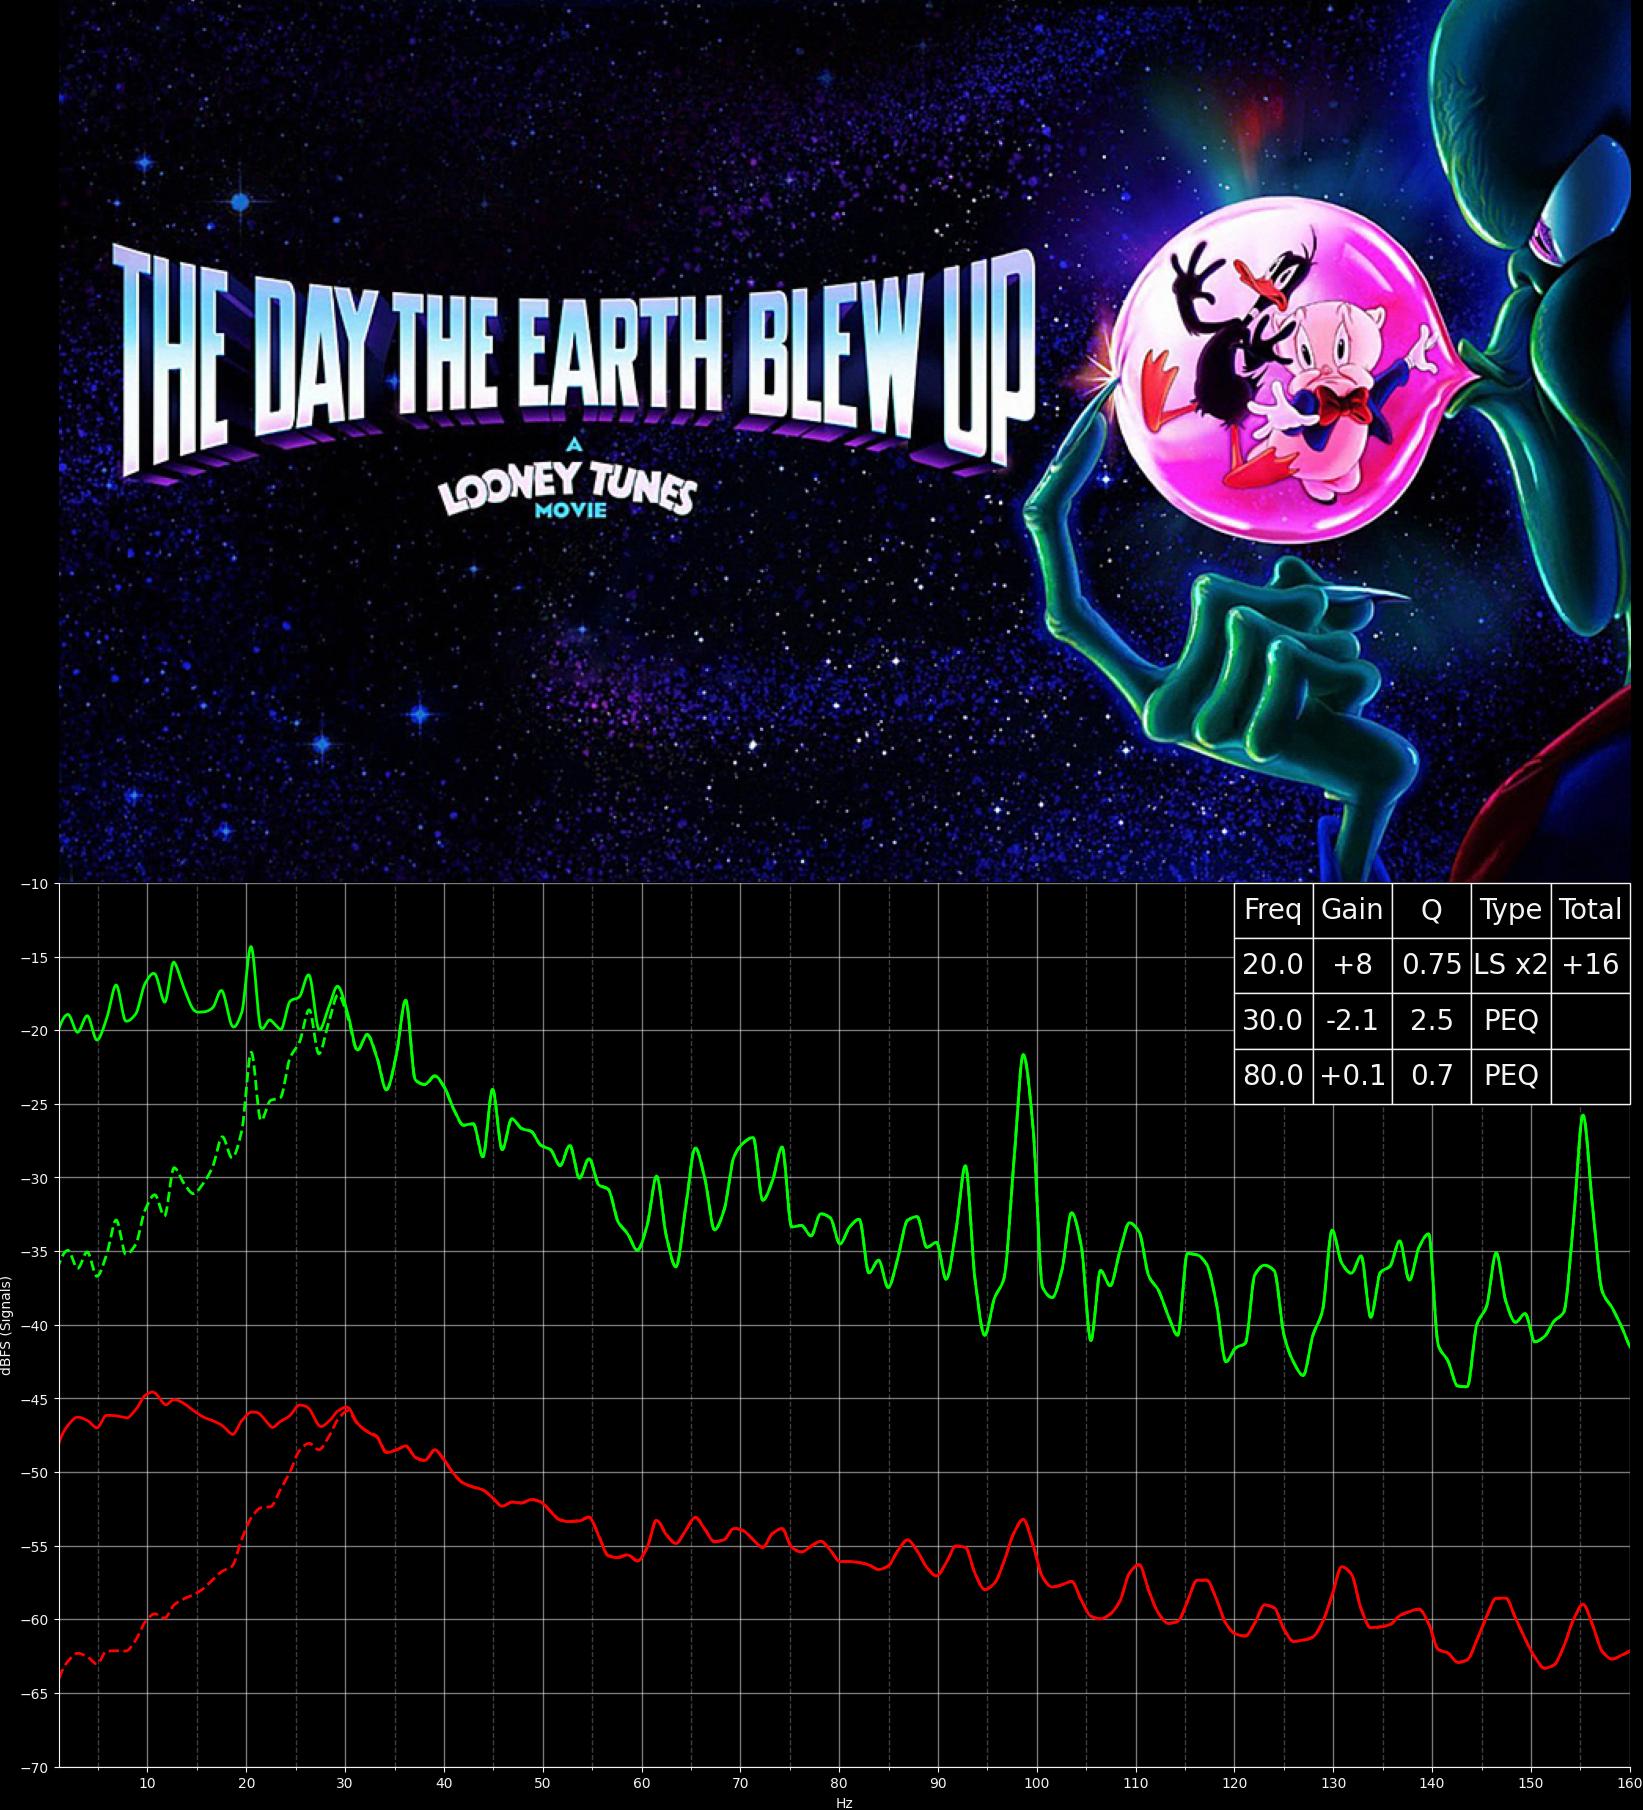 THE DAY THE EARTH BLEW UP
A
LOONEY TUNES
MOVIE
Freq Gain Q Type Total
20.0 +8 0.75 LS x2 +16
30.0 -2.1 2.5 PEQ
80.0 +0.1 0.7 PEQ
−10
−15
−20
−25
−30
−35
−40
−45
−50
−55
−60
−65
−70
dBFS (Signals)
10 20 30 40 50 60 70 80 90 100 110 120 130 140 150 160
Hz